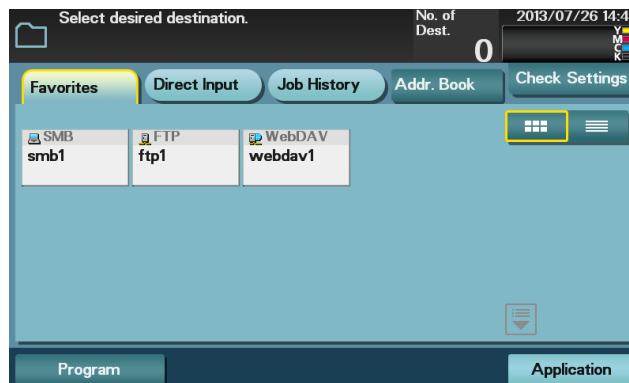 Select desired destination.
No. of
Dest.
0
2013/07/26 14:4
Y
M
C
K
Favorites
Direct Input
Job History
Addr. Book
Check Settings
SMB
smb1
FTP
ftp1
WebDAV
webdav1
Program
Application